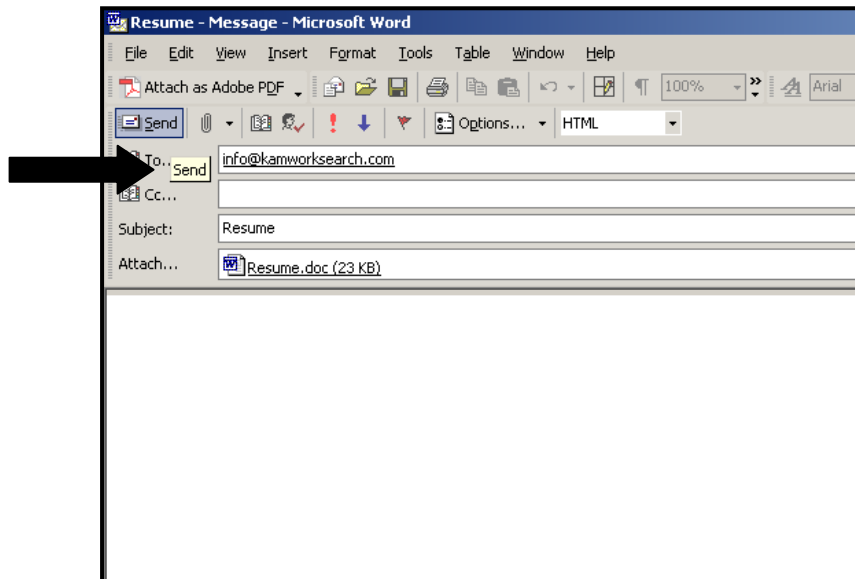 Resume - Message - Microsoft Word
File Edit View Insert Format Tools Table Window Help
Attach as Adobe PDF 100% Arial
Send Options... HTML
To... info@kamworksearch.com
Send
Cc...
Subject: Resume
Attach... Resume.doc (23 KB)